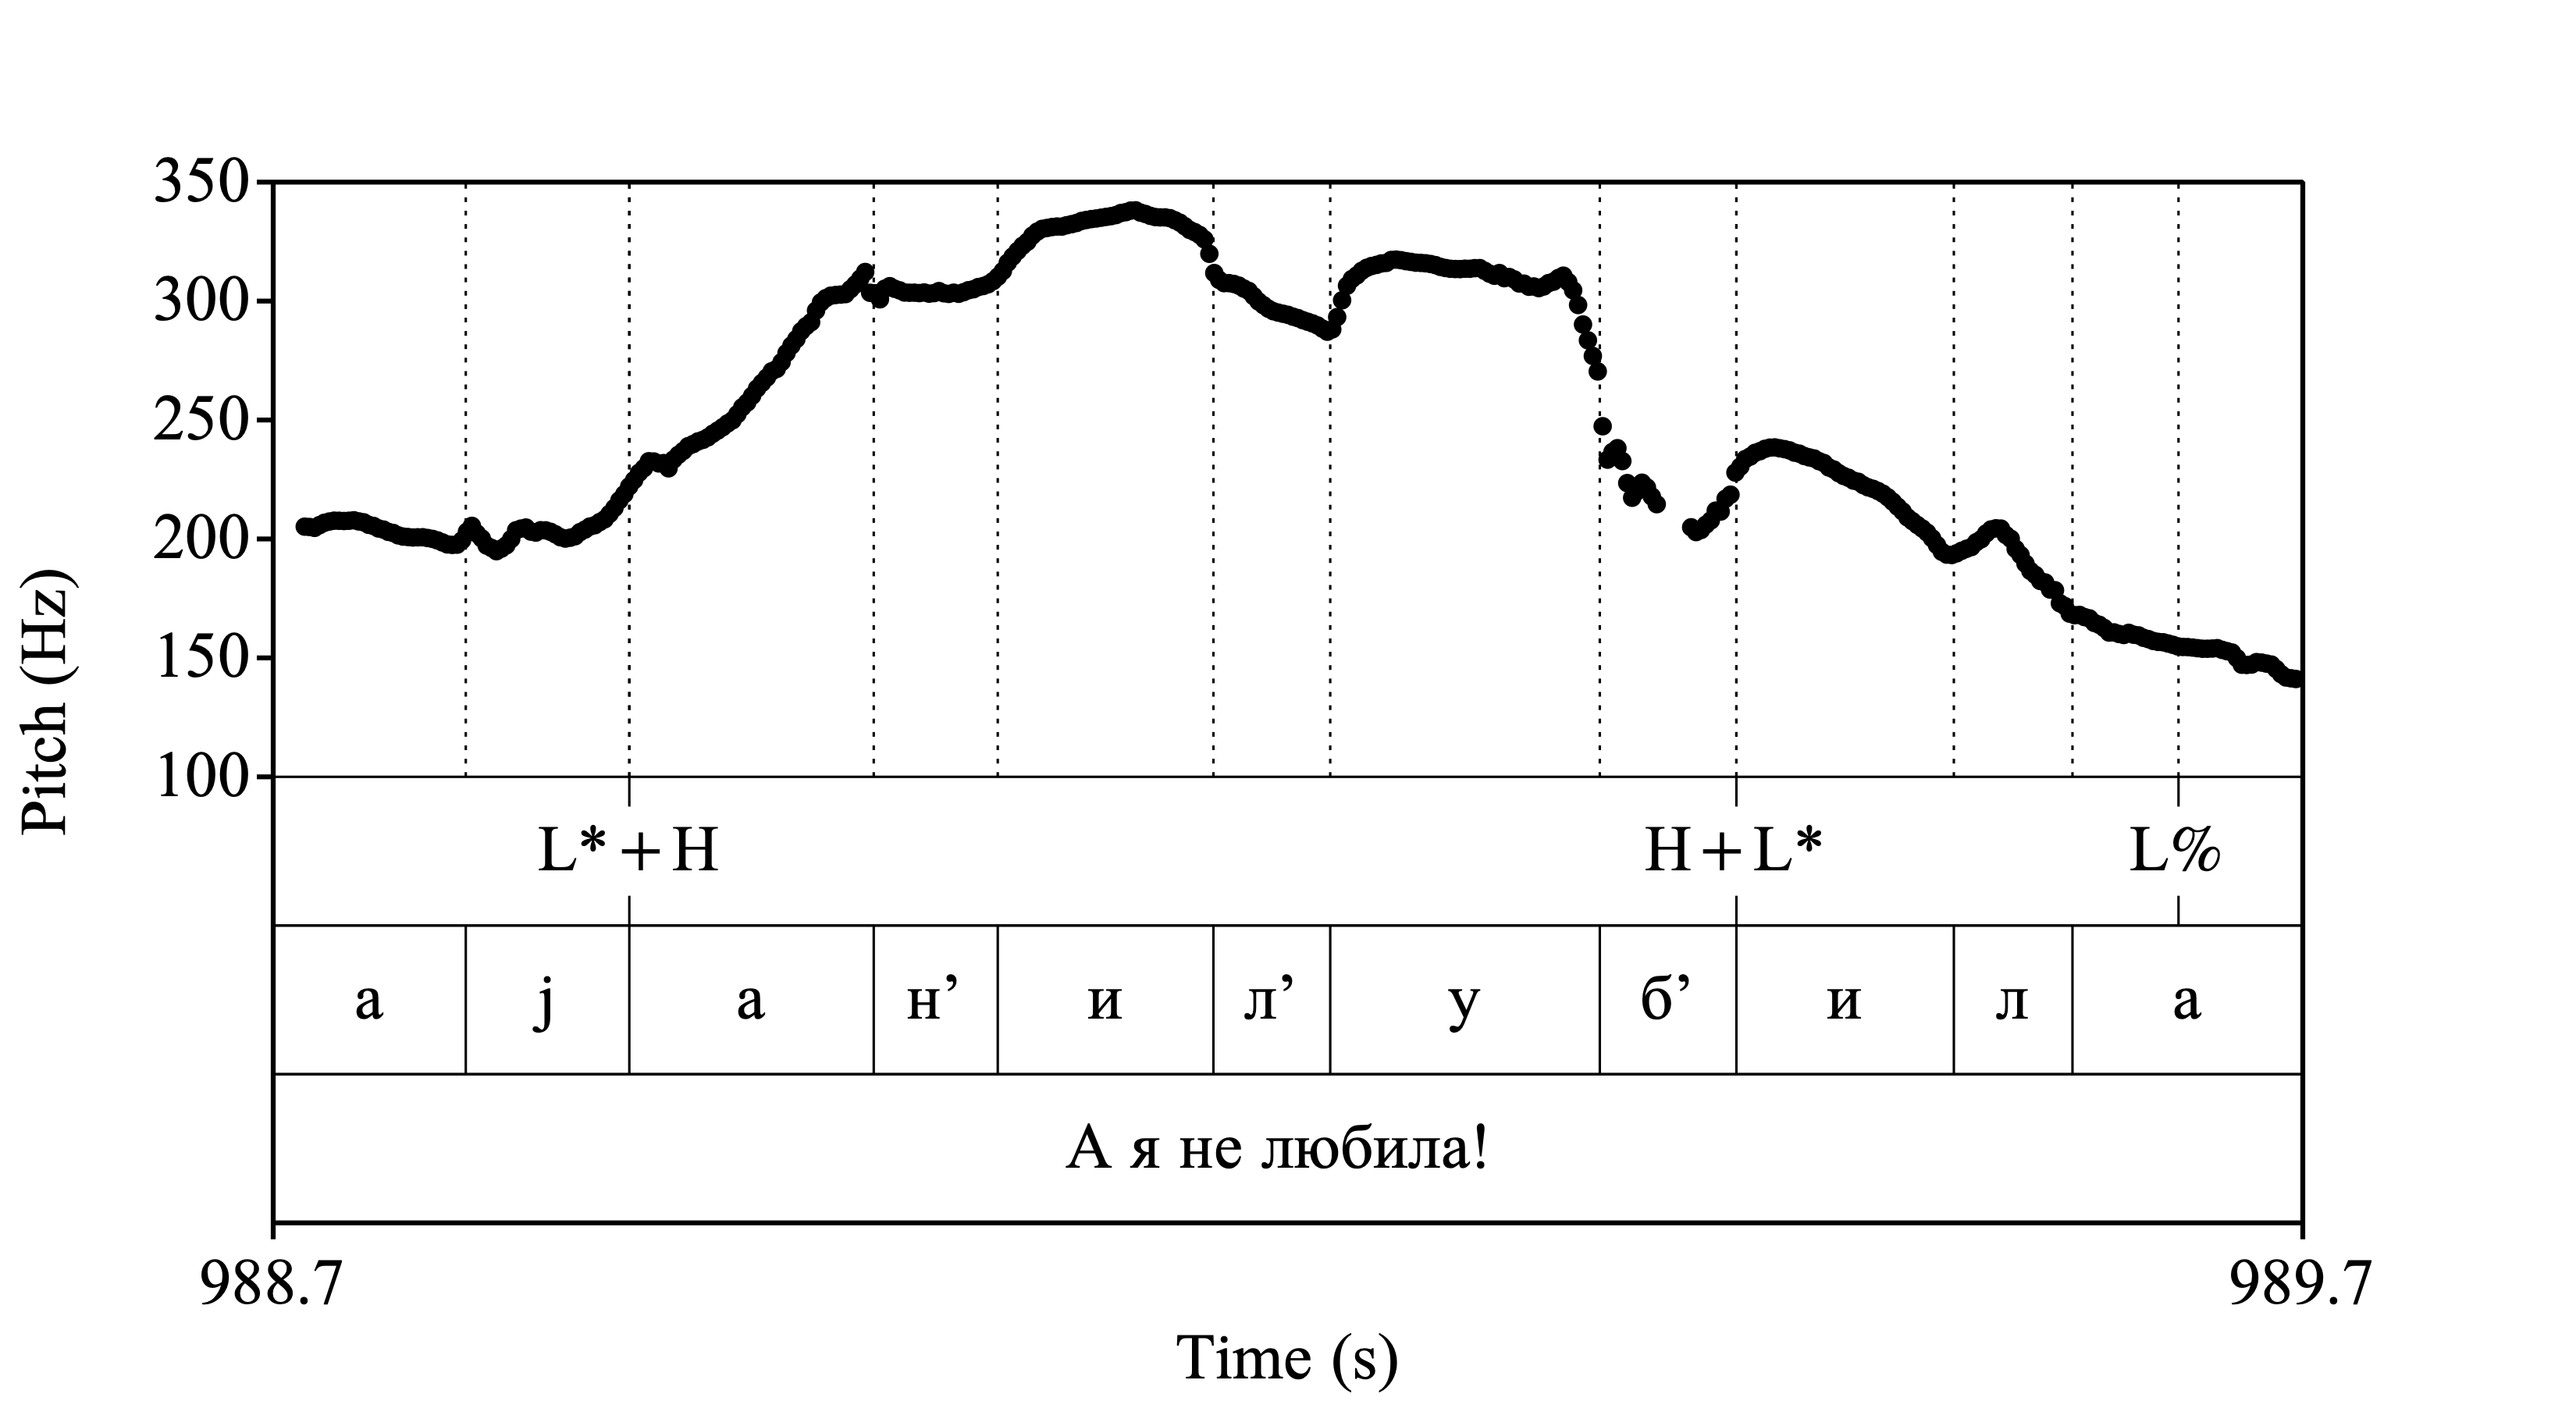 350
300
250
200
150
100
Pitch (Hz)
L*+H H+L* L%
а j а н’ и л’ у б’ и л а
А я не любила!
988.7 989.7
Time (s)